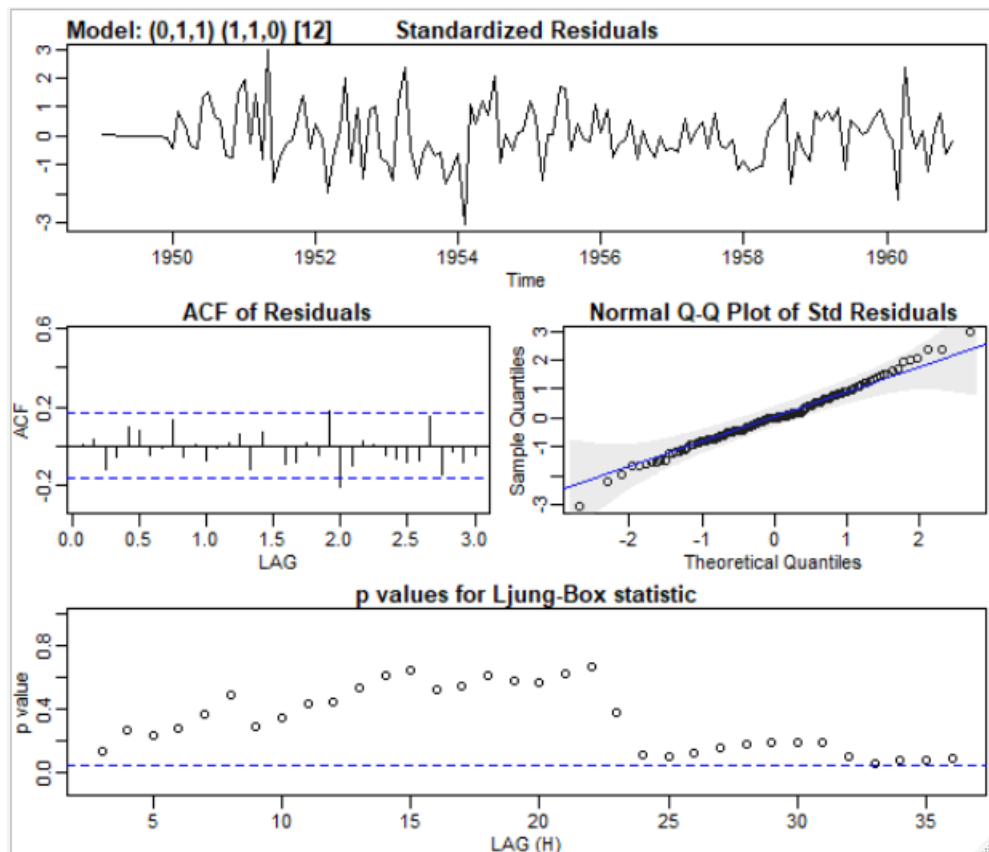 Model: (0,1,1) (1,1,0) [12] Standardized Residuals
3
2
1
0
-1
-3
1950 1952 1954 1956 1958 1960
Time
ACF of Residuals
ACF
0.6
0.2
-0.2
0.0 0.5 1.0 1.5 2.0 2.5 3.0
LAG
Normal Q-Q Plot of Std Residuals
Sample Quantiles
3
2
1
0
-1
-3
-2 -1 0 1 2
Theoretical Quantiles
p values for Ljung-Box statistic
p value
0.8
0.4
0.0
5 10 15 20 25 30 35
LAG (H)